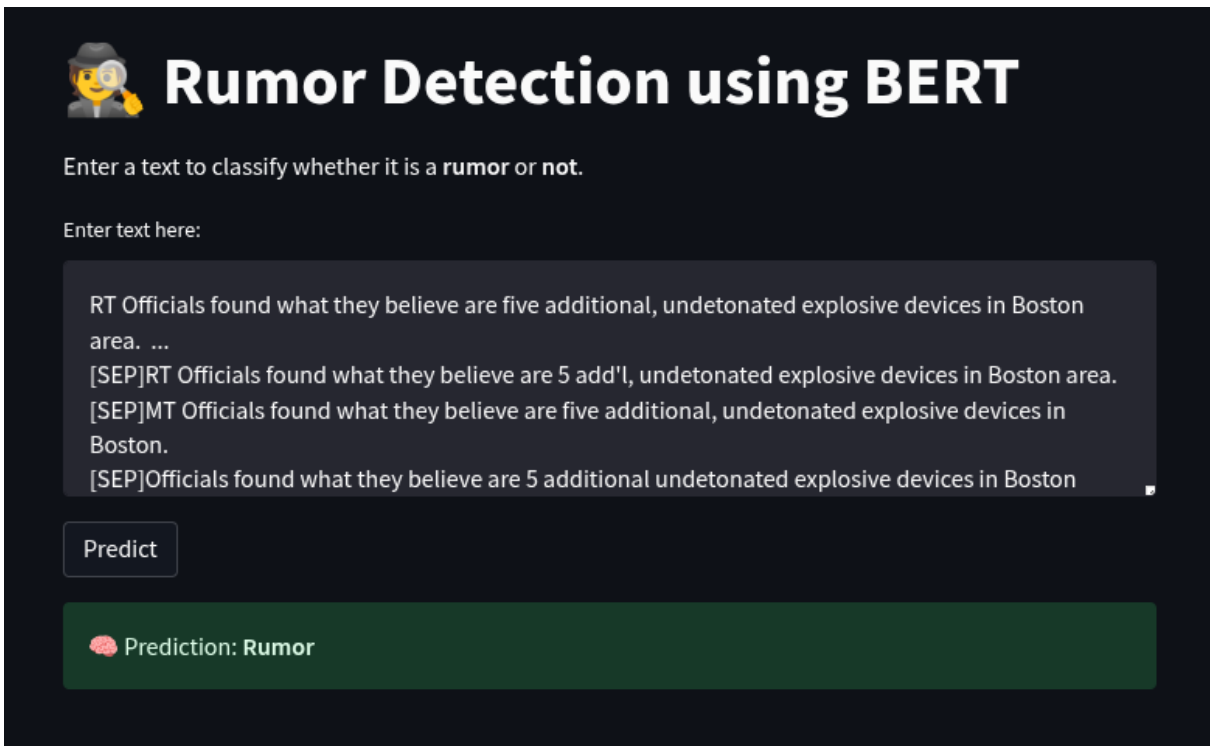 Rumor Detection using BERT
Enter a text to classify whether it is a rumor or not.
Enter text here:
RT Officials found what they believe are five additional, undetonated explosive devices in Boston
area.  ...
[SEP]RT Officials found what they believe are 5 add'l, undetonated explosive devices in Boston area.
[SEP]MT Officials found what they believe are five additional, undetonated explosive devices in
Boston.
[SEP]Officials found what they believe are 5 additional undetonated explosive devices in Boston
Predict
Prediction: Rumor